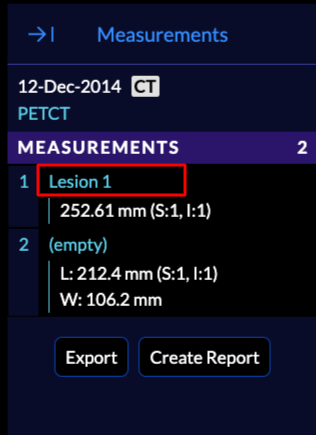 Measurements
12-Dec-2014 CT
PETCT
MEASUREMENTS 2
1 Lesion 1
252.61 mm (S:1, I:1)
2 (empty)
L: 212.4 mm (S:1, I:1)
W: 106.2 mm
Export Create Report